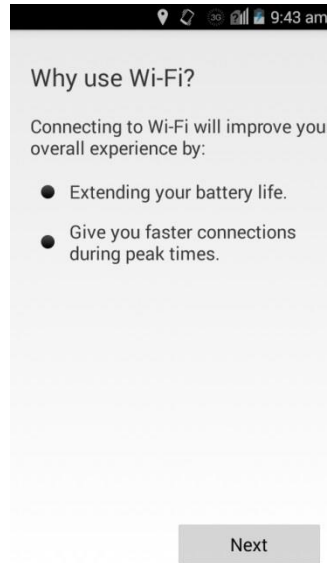 3G 9:43 am
Why use Wi-Fi?
Connecting to Wi-Fi will improve you
overall experience by:
Extending your battery life.
Give you faster connections
during peak times.
Next